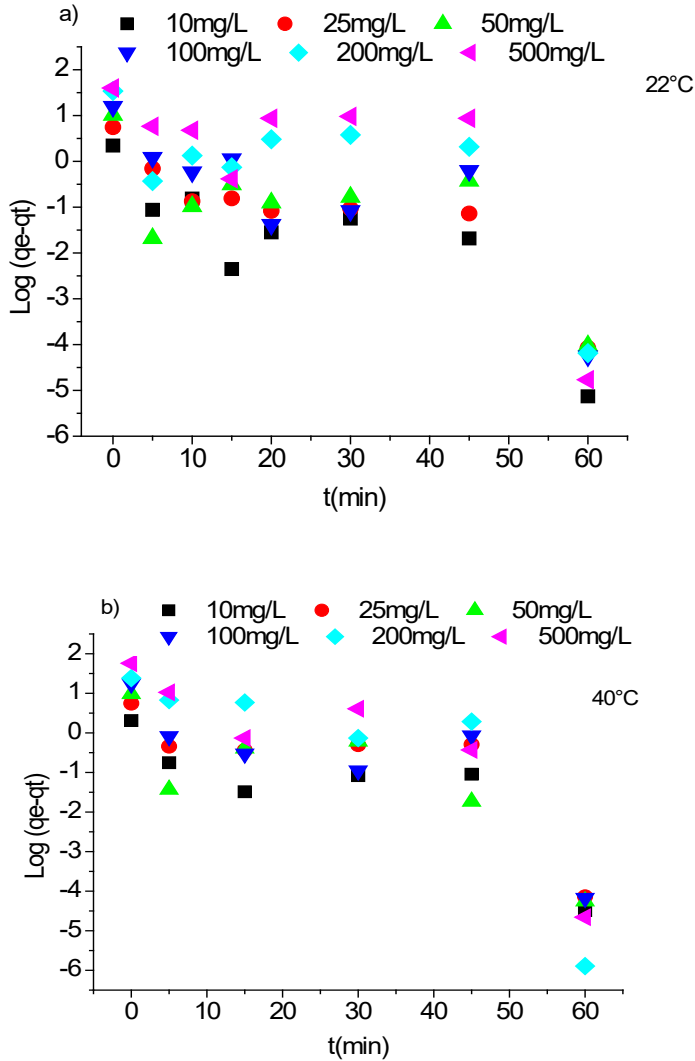 a) 10mg/L 25mg/L 50mg/L
100mg/L 200mg/L 500mg/L
22°C
2
1
0
-1
-2
-3
-4
-5
-6
Log (qe-qt)
0 10 20 30 40 50 60
t(min)
b) 10mg/L 25mg/L 50mg/L
100mg/L 200mg/L 500mg/L
40°C
2
1
0
-1
-2
-3
-4
-5
-6
Log (qe-qt)
0 10 20 30 40 50 60
t(min)